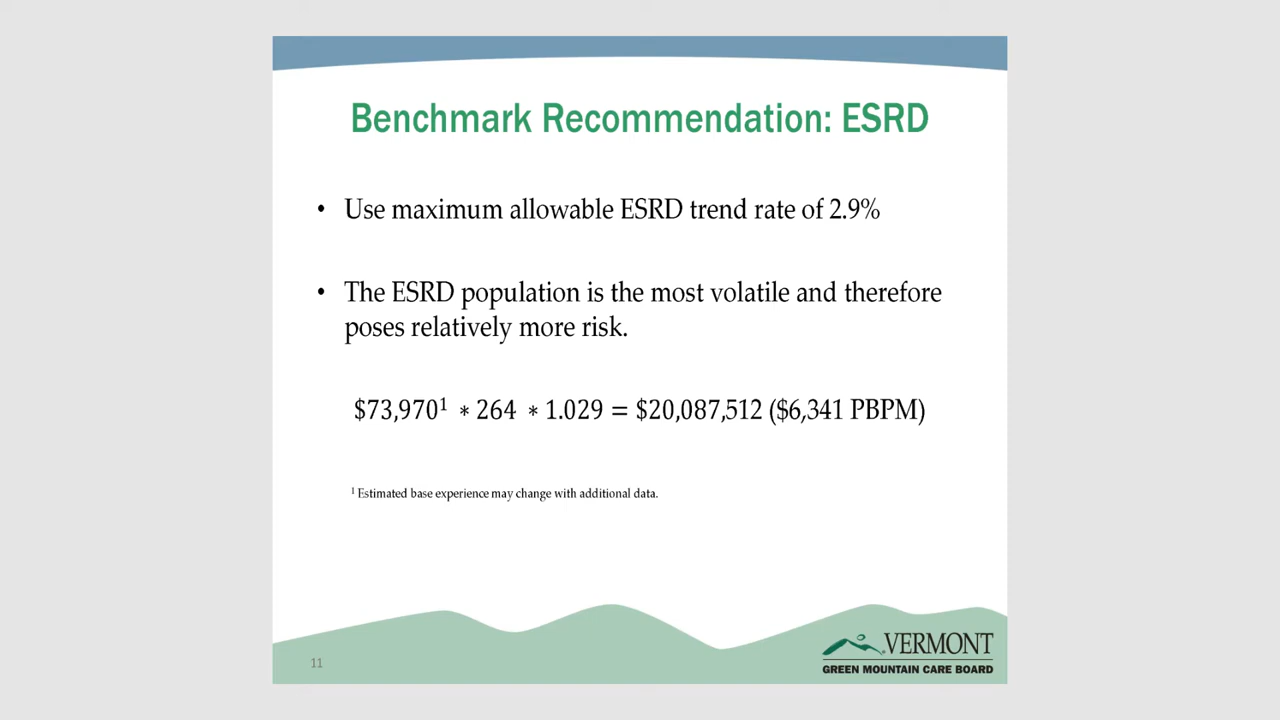 Benchmark Recommendation: ESRD
• Use maximum allowable ESRD trend rate of 2.9%
• The ESRD population is the most volatile and therefore
poses relatively more risk.
$73,970¹ * 264 * 1.029 = $20,087,512 ($6,341 PBPM)
¹ Estimated base experience may change with additional data.
11
VERMONT
GREEN MOUNTAIN CARE BOARD